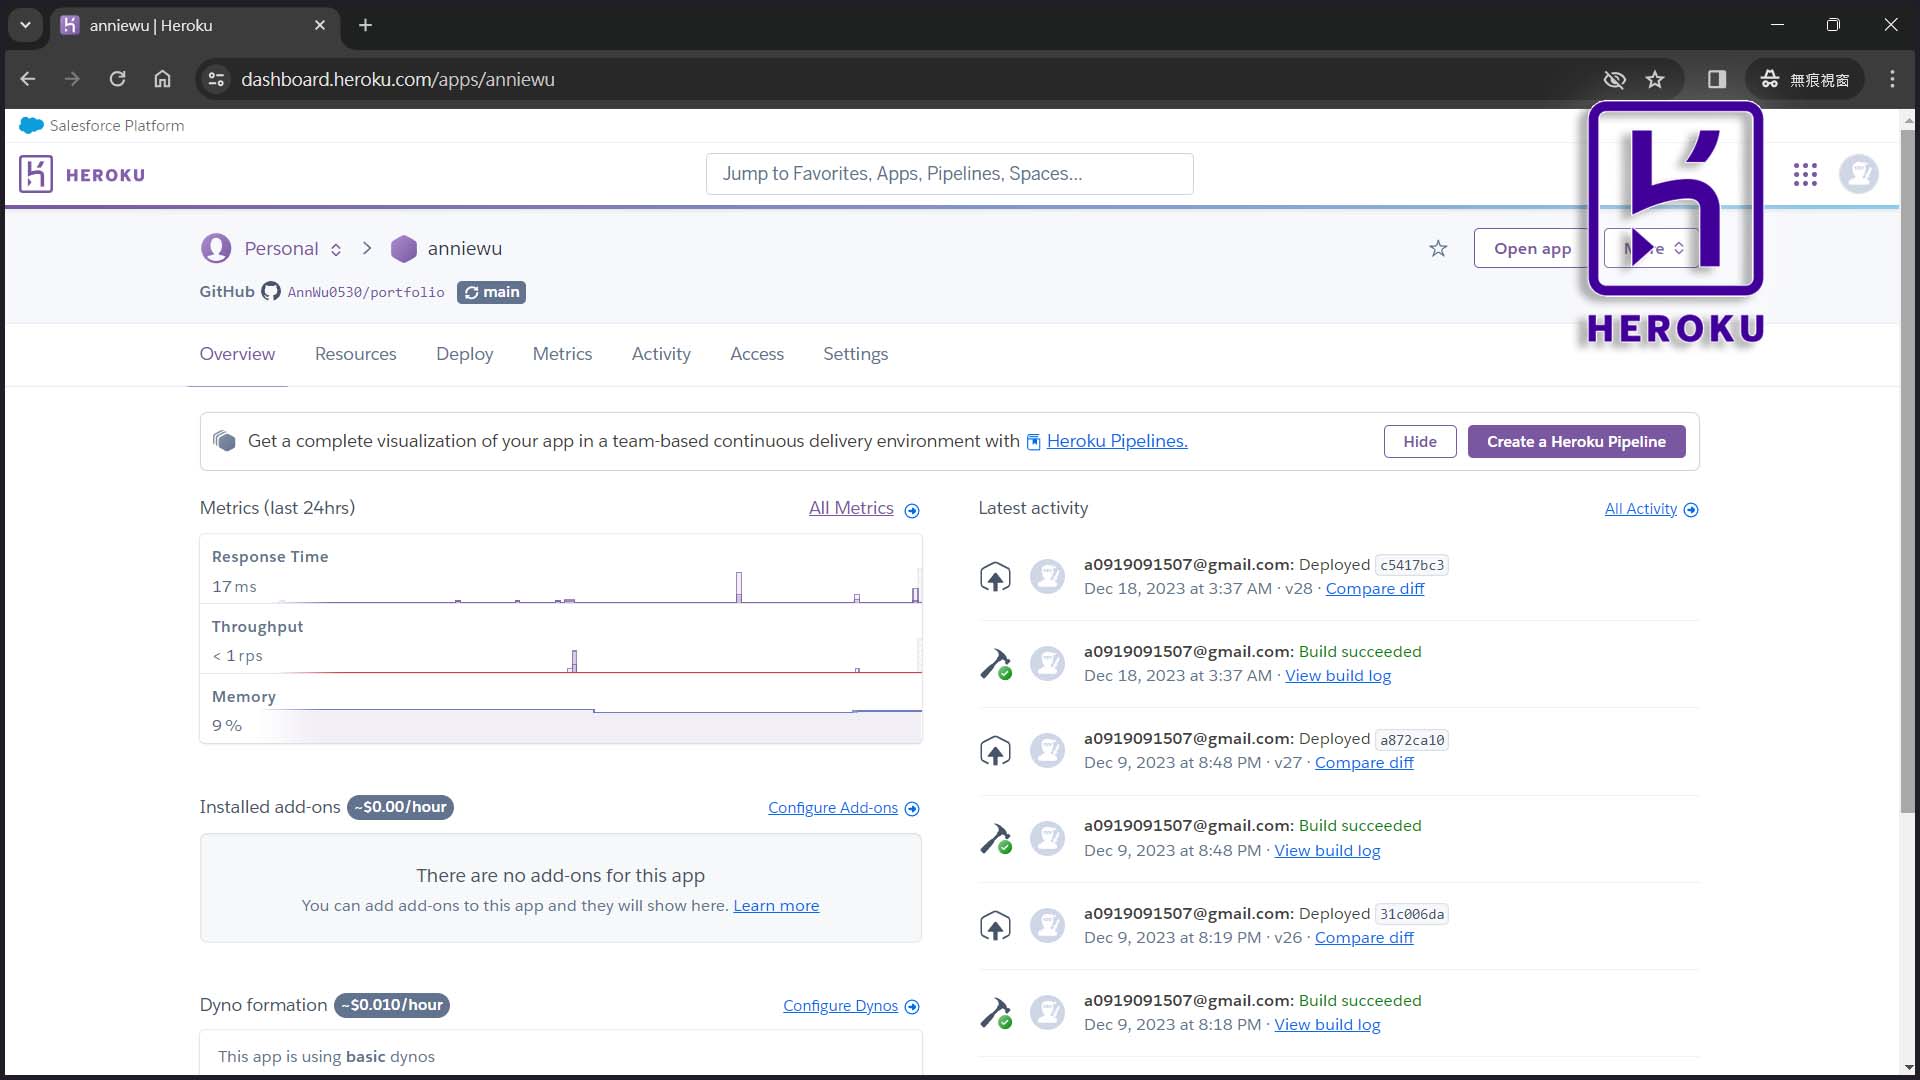 anniewu | Heroku
dashboard.heroku.com/apps/anniewu
無痕視窗
Salesforce Platform
HEROKU
Jump to Favorites, Apps, Pipelines, Spaces...
Personal
anniewu
Open app
HEROKU
GitHub AnnWu0530/portfolio main
Overview Resources Deploy Metrics Activity Access Settings
Get a complete visualization of your app in a team-based continuous delivery environment with Heroku Pipelines.
Hide
Create a Heroku Pipeline
Metrics (last 24hrs)
All Metrics
Response Time
17 ms
Throughput
< 1 rps
Memory
9 %
Installed add-ons ~$0.00/hour
Configure Add-ons
There are no add-ons for this app
You can add add-ons to this app and they will show here. Learn more
Dyno formation ~$0.010/hour
Configure Dynos
This app is using basic dynos
Latest activity
All Activity
a0919091507@gmail.com: Deployed c5417bc3
Dec 18, 2023 at 3:37 AM · v28 · Compare diff
a0919091507@gmail.com: Build succeeded
Dec 18, 2023 at 3:37 AM · View build log
a0919091507@gmail.com: Deployed a872ca10
Dec 9, 2023 at 8:48 PM · v27 · Compare diff
a0919091507@gmail.com: Build succeeded
Dec 9, 2023 at 8:48 PM · View build log
a0919091507@gmail.com: Deployed 31c006da
Dec 9, 2023 at 8:19 PM · v26 · Compare diff
a0919091507@gmail.com: Build succeeded
Dec 9, 2023 at 8:18 PM · View build log